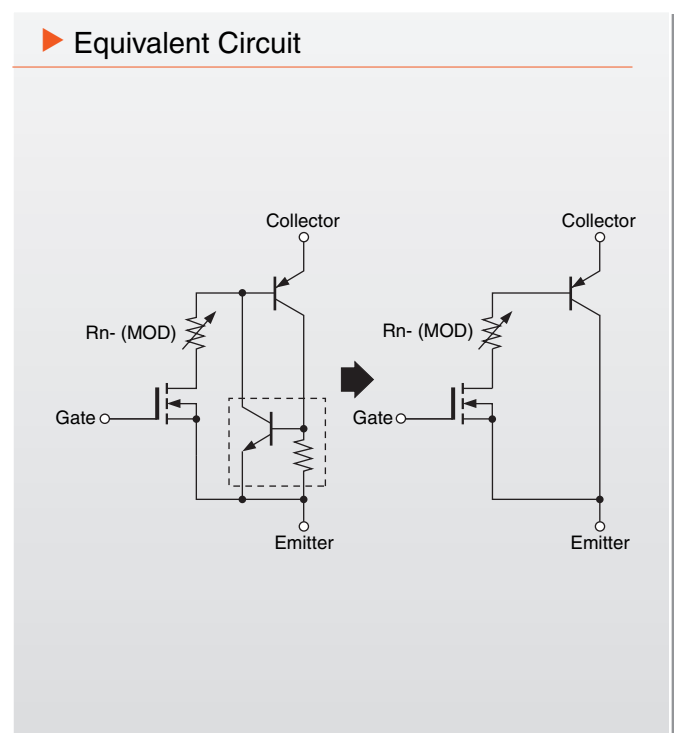 Equivalent Circuit
Collector
Rn- (MOD)
Gate
Emitter
Collector
Rn- (MOD)
Gate
Emitter